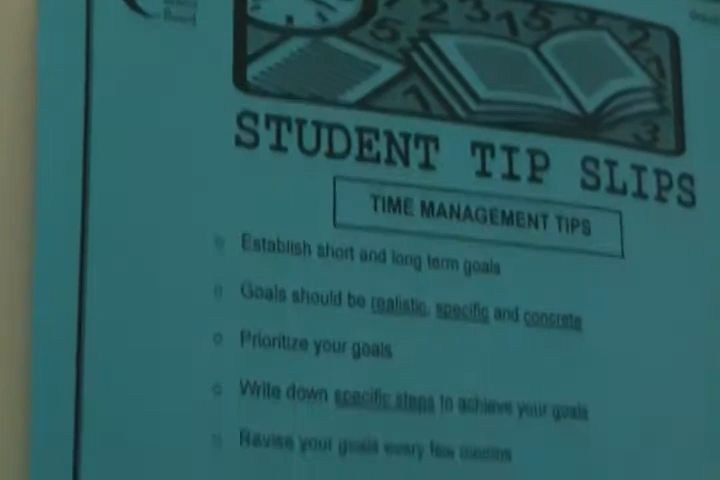 STUDENT TIP SLIPS
TIME MANAGEMENT TIPS
Establish short and long term goals
Goals should be realistic, specific and concrete
Prioritize your goals
Write down specific steps to achieve your goals
Revise your goals every few months